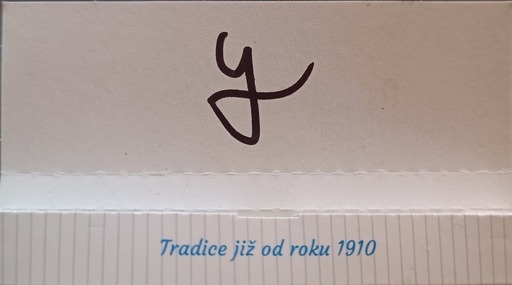 y
Tradice již od roku 1910